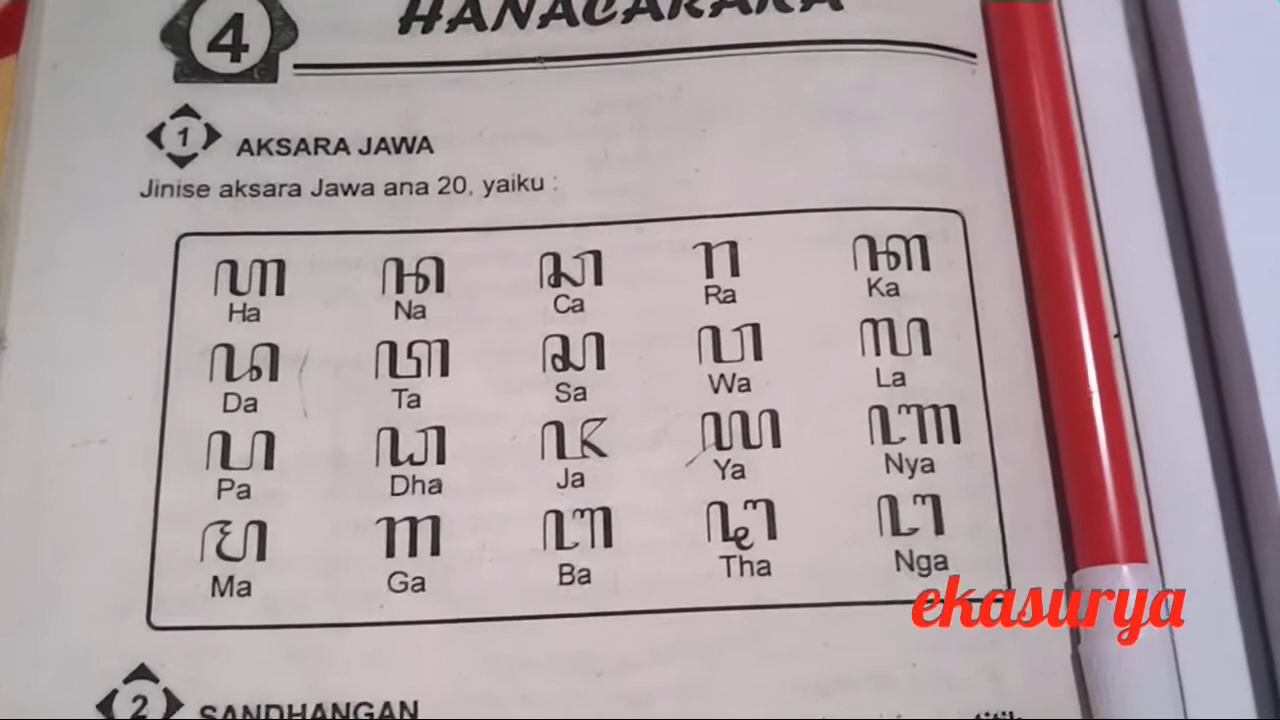 4
HANACARAKA
1 AKSARA JAWA
Jinise aksara Jawa ana 20, yaiku :
ꦲ ꦤ ꦕ ꦫ ꦏ
Ha Na Ca Ra Ka
ꦢ ꦠ ꦱ ꦮ ꦭ
Da Ta Sa Wa La
ꦥ ꦝ ꦗ ꦪ ꦚ
Pa Dha Ja Ya Nya
ꦩ ꦒ ꦧ ꦛ ꦔ
Ma Ga Ba Tha Nga
ekasurya
2 SANDHANGAN